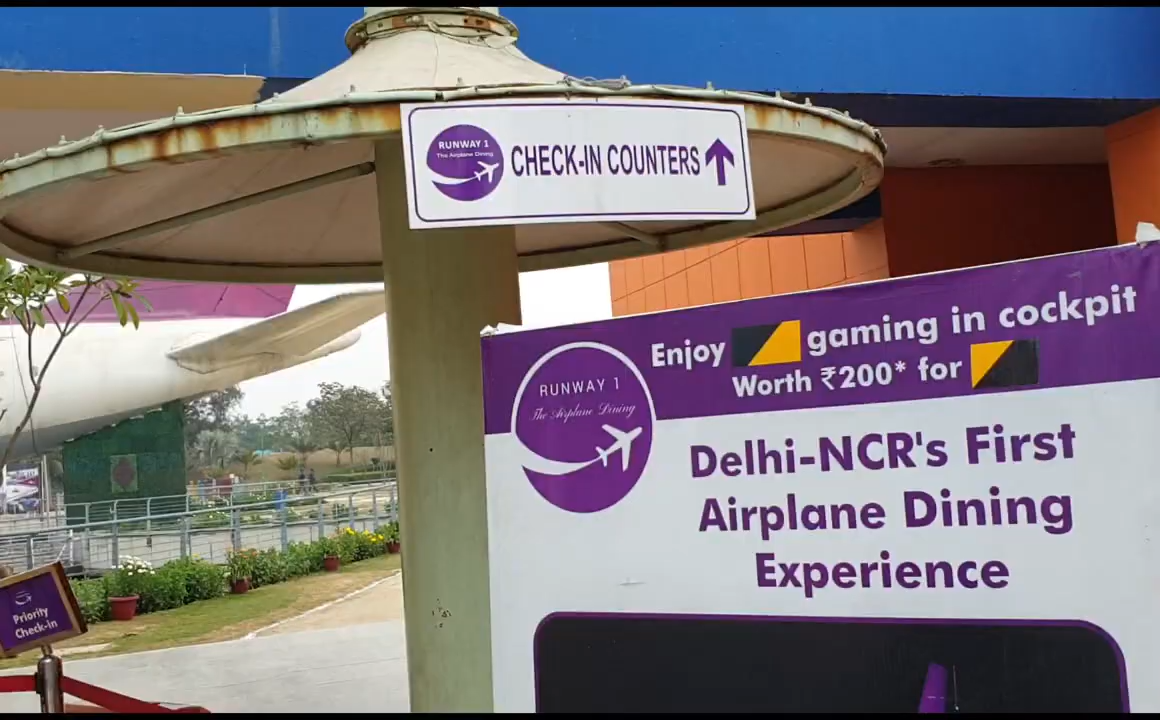 RUNWAY 1
The Airplane Dining
CHECK-IN COUNTERS
Enjoy gaming in cockpit
Worth ₹200* for
RUNWAY 1
The Airplane Dining
Delhi-NCR's First
Airplane Dining
Experience
Priority
Check-in